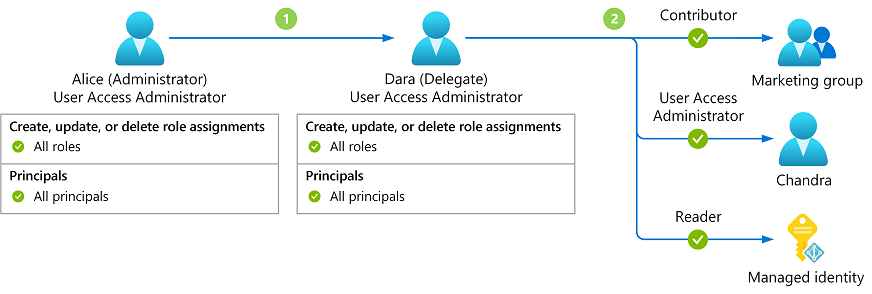 1
2
Contributor
Alice (Administrator)
User Access Administrator
Dara (Delegate)
User Access Administrator
Marketing group
Create, update, or delete role assignments
All roles
Principals
All principals
Create, update, or delete role assignments
All roles
Principals
All principals
User Access
Administrator
Chandra
Reader
Managed identity